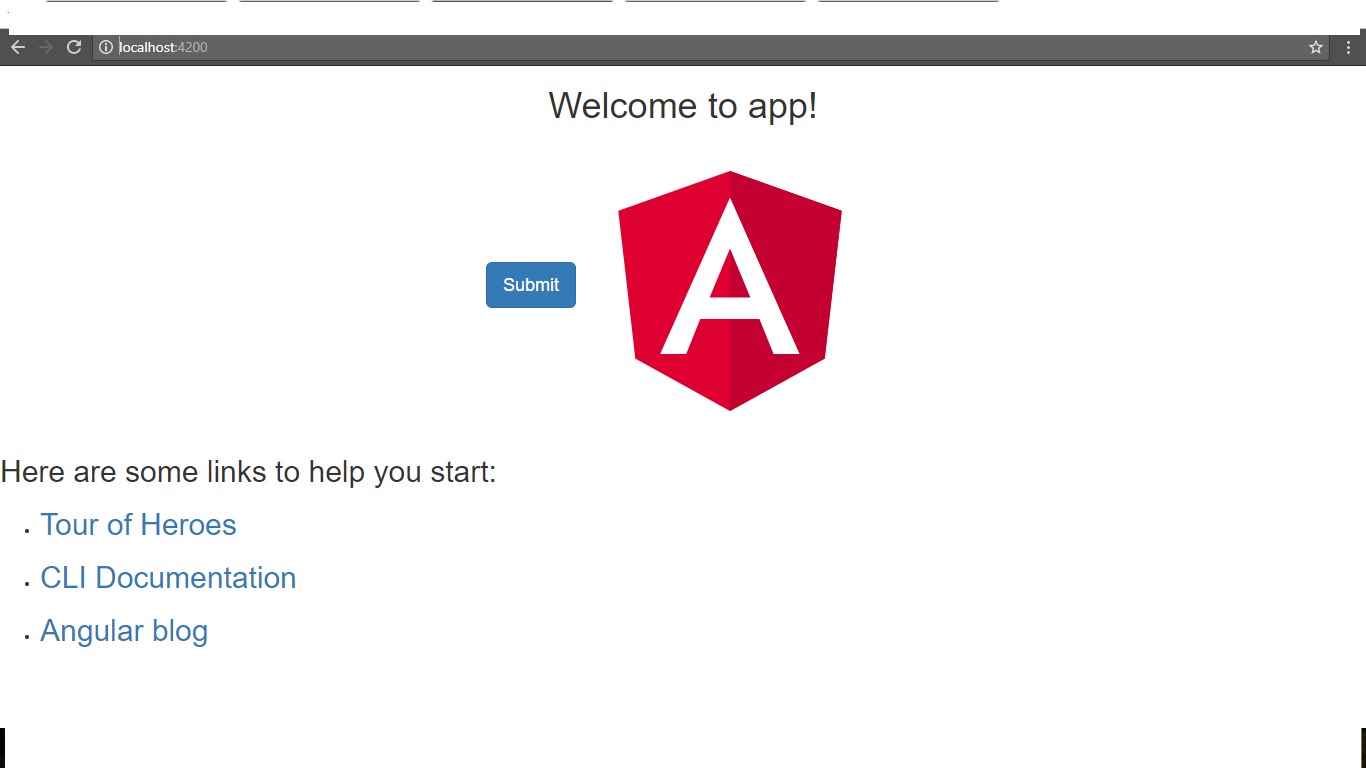 localhost:4200
Welcome to app!
A
Submit
Here are some links to help you start:
Tour of Heroes
CLI Documentation
Angular blog